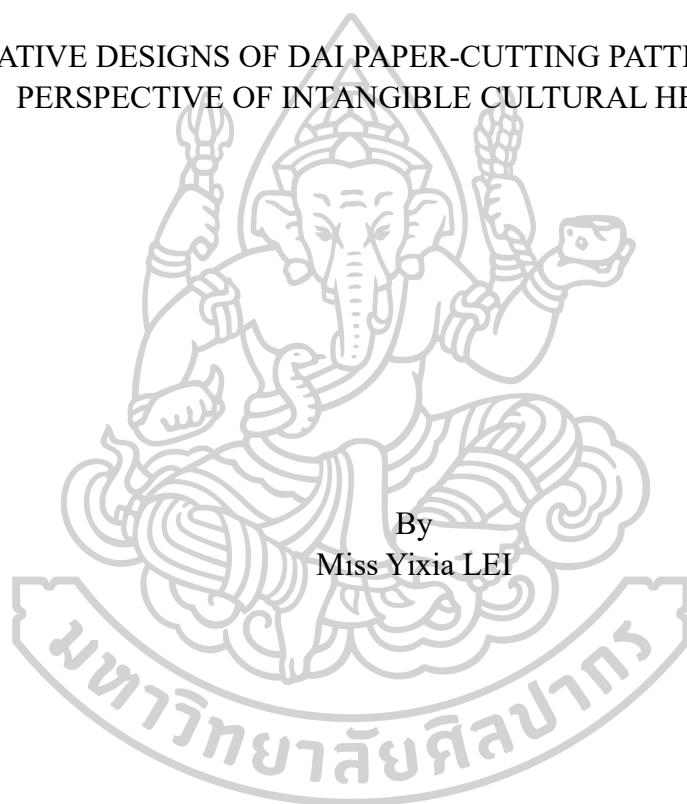 ATIVE DESIGNS OF DAI PAPER-CUTTING PATT
PERSPECTIVE OF INTANGIBLE CULTURAL HE
By
Miss Yixia LEI
มหาวิทยาลัยศิลปากร